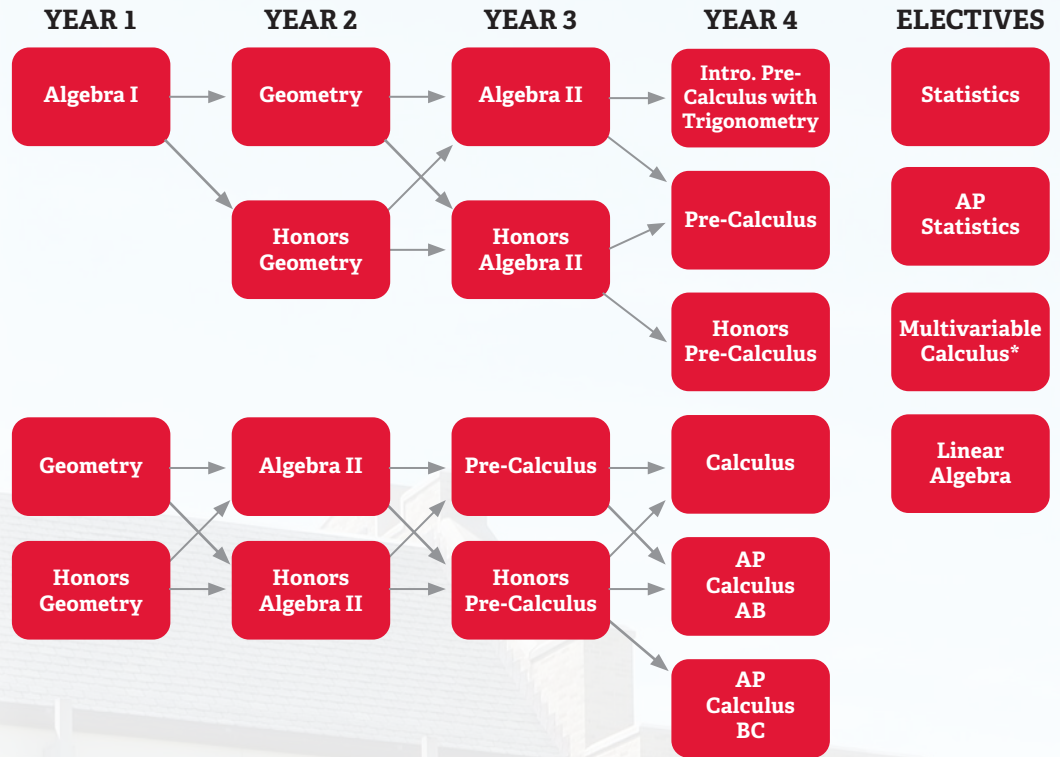 YEAR 1
YEAR 2
YEAR 3
YEAR 4
ELECTIVES
Algebra I
Geometry
Algebra II
Intro. Pre-
Calculus with
Trigonometry
Statistics
Honors
Geometry
Honors
Algebra II
Pre-Calculus
AP
Statistics
Honors
Pre-Calculus
Multivariable
Calculus*
Geometry
Algebra II
Pre-Calculus
Calculus
Linear
Algebra
Honors
Geometry
Honors
Algebra II
Honors
Pre-Calculus
AP
Calculus
AB
AP
Calculus
BC